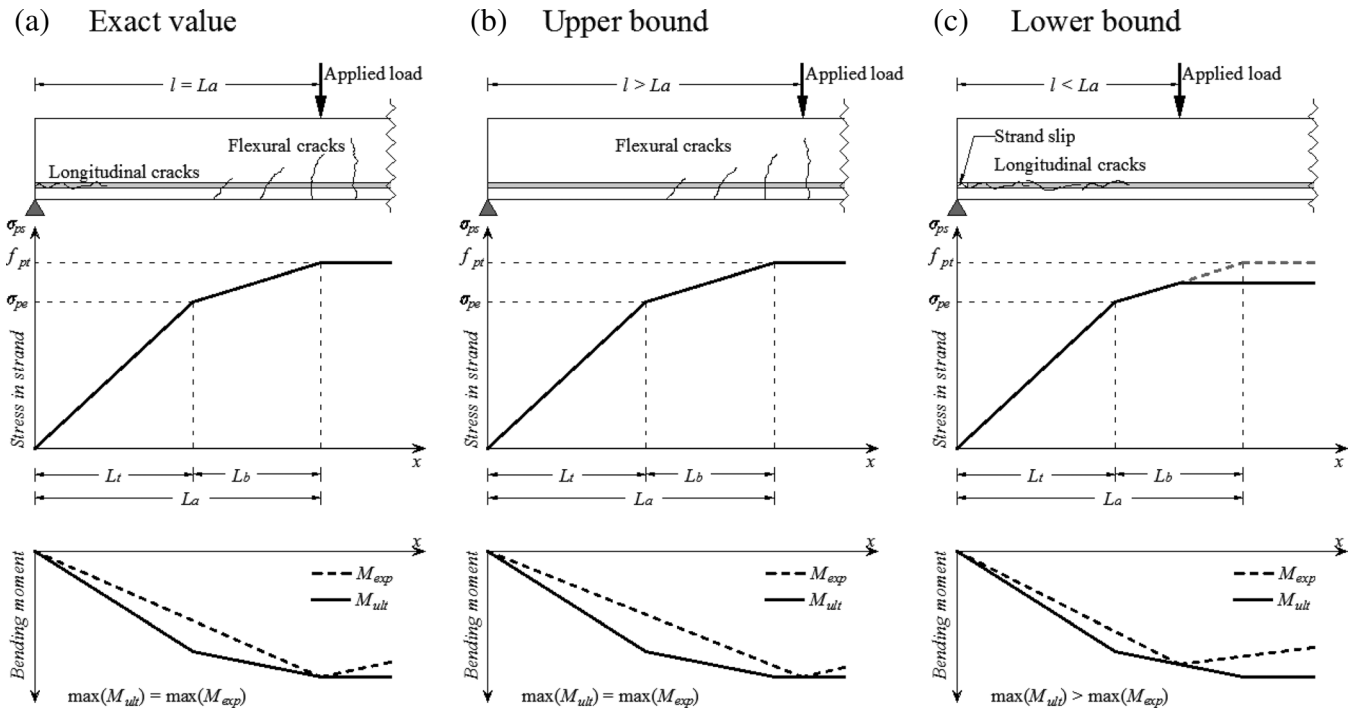 (a) Exact value
Applied load
l = La
Flexural cracks
Longitudinal cracks
σps
fpt
σpe
Stress in strand
x
Lt
Lb
La
x
Bending moment
Mexp
Mult
max(Mult) = max(Mexp)
(b) Upper bound
Applied load
l > La
Flexural cracks
σps
fpt
σpe
Stress in strand
x
Lt
Lb
La
x
Bending moment
Mexp
Mult
max(Mult) = max(Mexp)
(c) Lower bound
Applied load
l < La
Strand slip
Longitudinal cracks
σps
fpt
σpe
Stress in strand
x
Lt
Lb
La
x
Bending moment
Mexp
Mult
max(Mult) > max(Mexp)